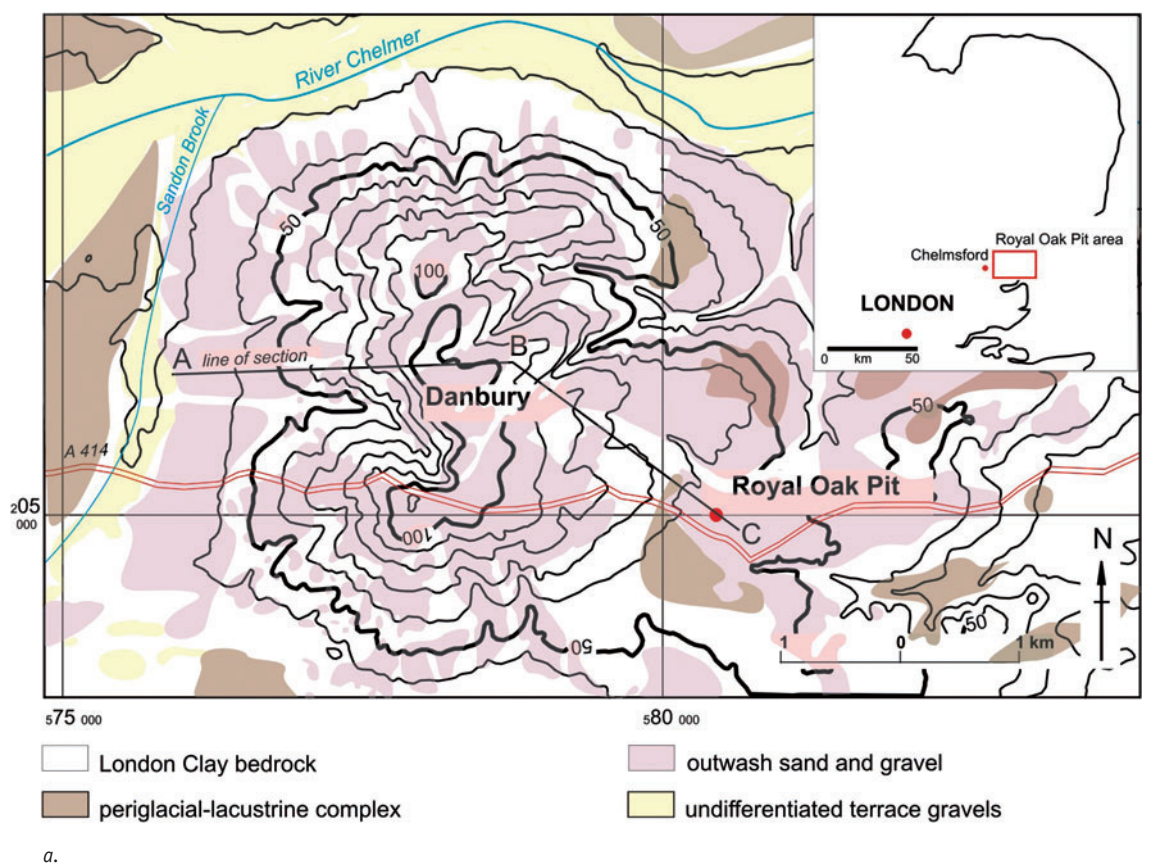 River Chelmer
Sandon Brook
Royal Oak Pit area
Chelmsford
LONDON
0 km 50
50
50
100
A line of section
B
Danbury
50
A 414
Royal Oak Pit
205
000
100
C
N
50
50
1 0 1 km
575 000
580 000
London Clay bedrock
outwash sand and gravel
periglacial-lacustrine complex
undifferentiated terrace gravels
a.